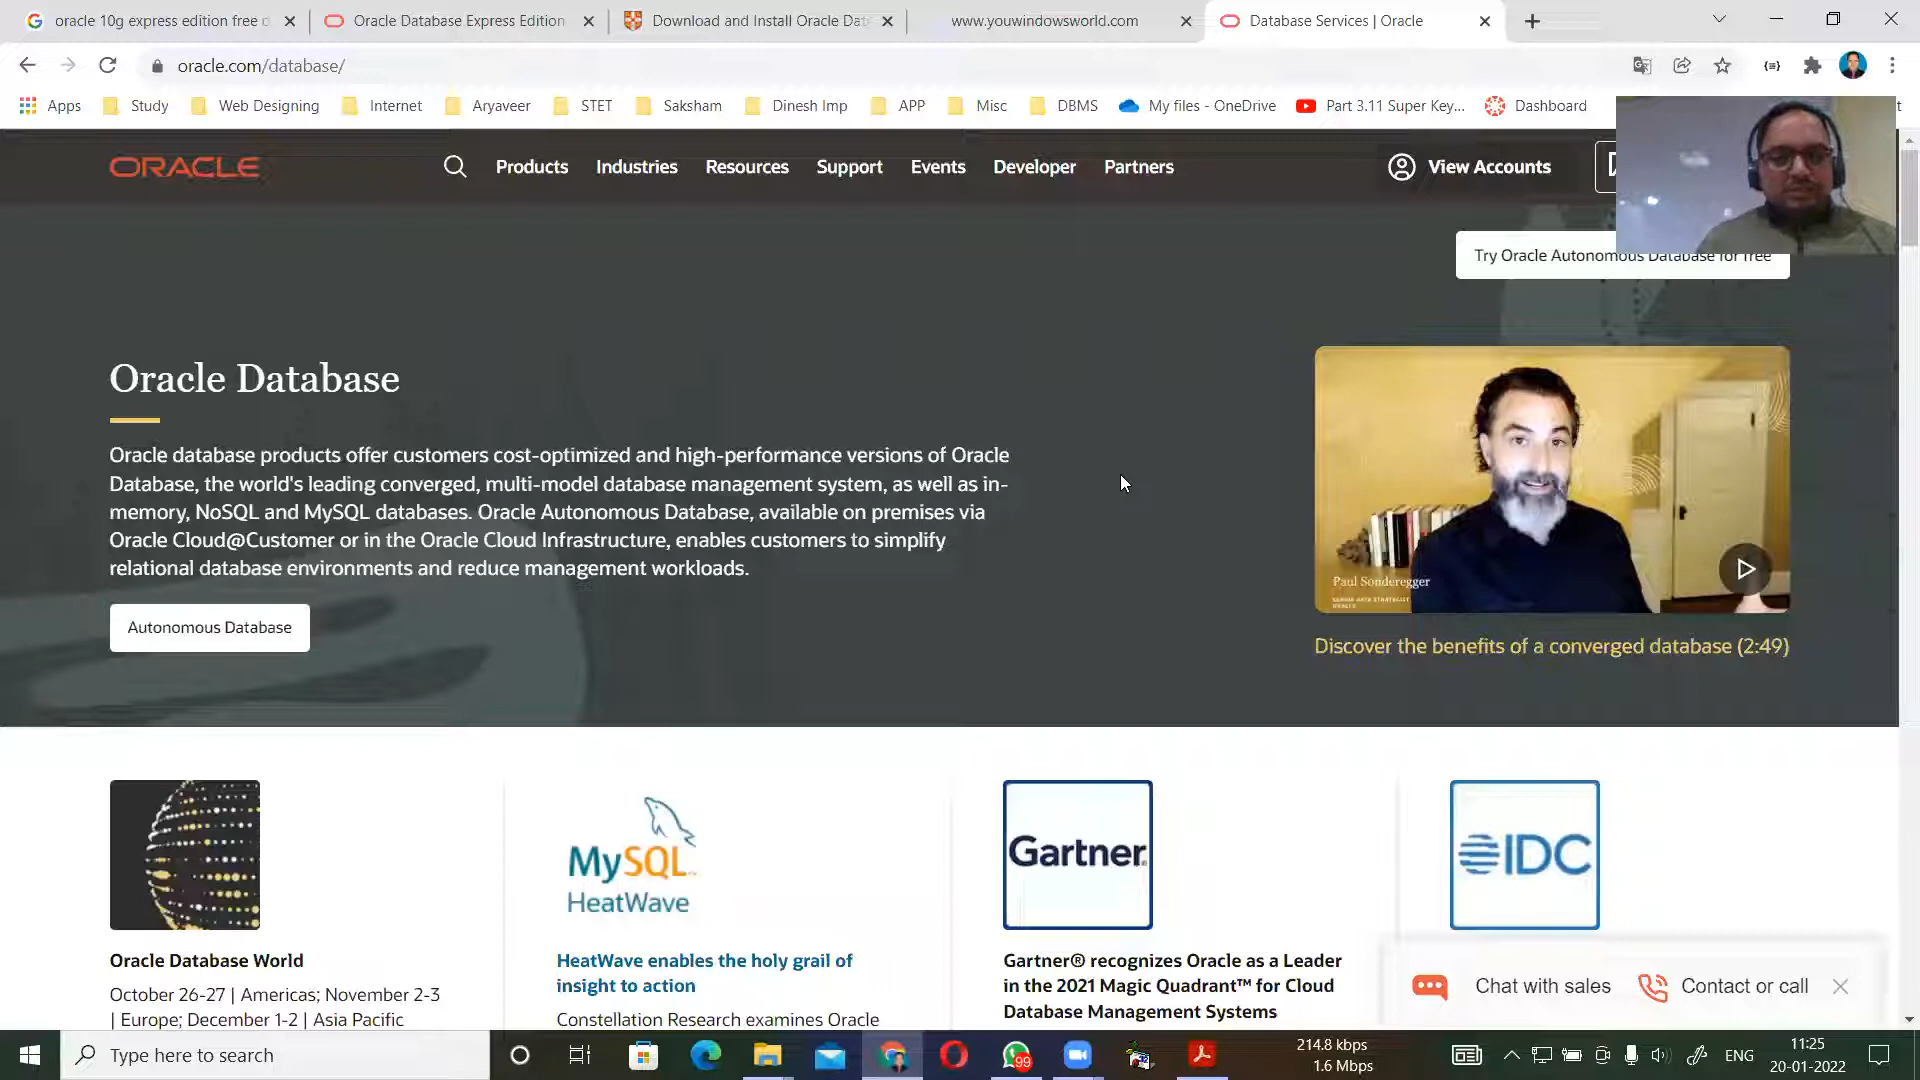 oracle 10g express edition free d
Oracle Database Express Edition
Download and Install Oracle Dat
www.youwindowsworld.com
Database Services | Oracle
oracle.com/database/
Apps
Study
Web Designing
Internet
Aryaveer
STET
Saksham
Dinesh Imp
APP
Misc
DBMS
My files - OneDrive
Part 3.11 Super Key...
Dashboard
ORACLE
Products
Industries
Resources
Support
Events
Developer
Partners
View Accounts
Try Oracle Autonomous Database for free
Oracle Database
Oracle database products offer customers cost-optimized and high-performance versions of Oracle
Database, the world's leading converged, multi-model database management system, as well as in-
memory, NoSQL and MySQL databases. Oracle Autonomous Database, available on premises via
Oracle Cloud@Customer or in the Oracle Cloud Infrastructure, enables customers to simplify
relational database environments and reduce management workloads.
Autonomous Database
Paul Sonderegger
Discover the benefits of a converged database (2:49)
MySQL
HeatWave
Gartner
IDC
Oracle Database World
October 26-27 | Americas; November 2-3
| Europe; December 1-2 | Asia Pacific
HeatWave enables the holy grail of
insight to action
Constellation Research examines Oracle
Gartner® recognizes Oracle as a Leader
in the 2021 Magic Quadrant™ for Cloud
Database Management Systems
Chat with sales
Contact or call
Type here to search
99
214.8 kbps
1.6 Mbps
ENG
11:25
20-01-2022